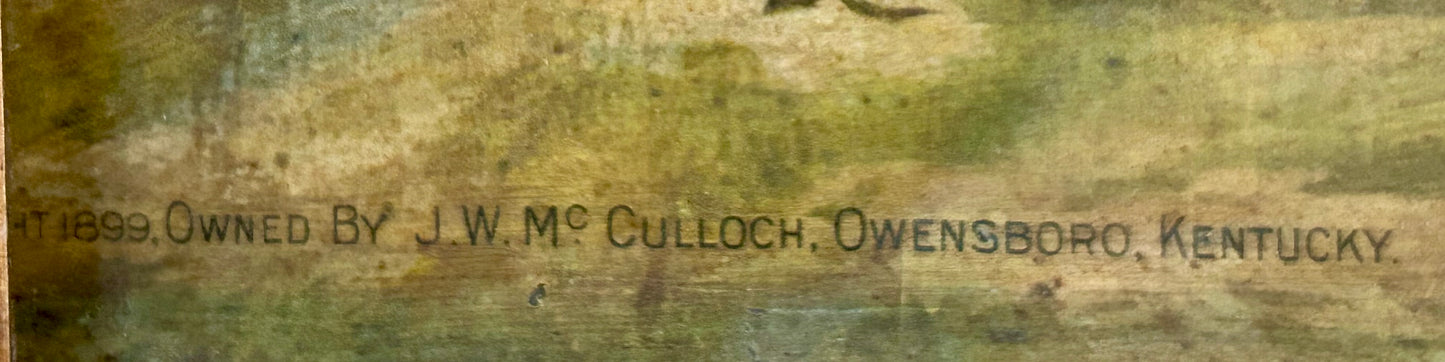 HT 1899, OWNED BY J.W. Mc CULLOCH, OWENSBORO, KENTUCKY.